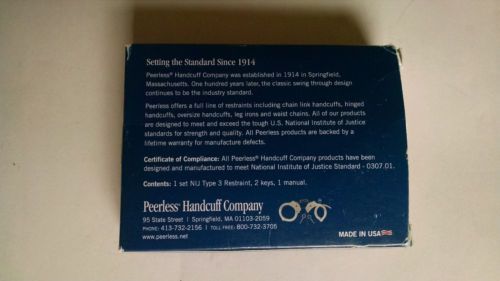 Setting the Standard Since 1914
Peerless® Handcuff Company was established in 1914 in Springfield,
Massachusetts. One hundred years later, the classic swing through design
continues to be the industry standard.
Peerless offers a full line of restraints including chain link handcuffs, hinged
handcuffs, oversize handcuffs, leg irons and waist chains. All of our products
are designed to meet and exceed the tough U.S. National Institute of Justice
standards for strength and quality. All Peerless products are backed by a
lifetime warranty for manufacture defects.
Certificate of Compliance: All Peerless® Handcuff Company products have been
designed and manufactured to meet National Institute of Justice Standard - 0307.01.
Contents: 1 set NIJ Type 3 Restraint, 2 keys, 1 manual.
Peerless® Handcuff Company
95 State Street | Springfield, MA 01103-2059
PHONE: 413-732-2156 | TOLL FREE: 800-732-3705
www.peerless.net
MADE IN USA